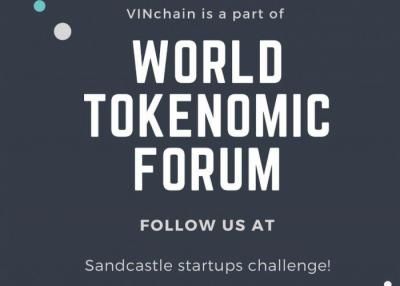 VINchain is a part of
WORLD
TOKENOMIC
FORUM
FOLLOW US AT
Sandcastle startups challenge!